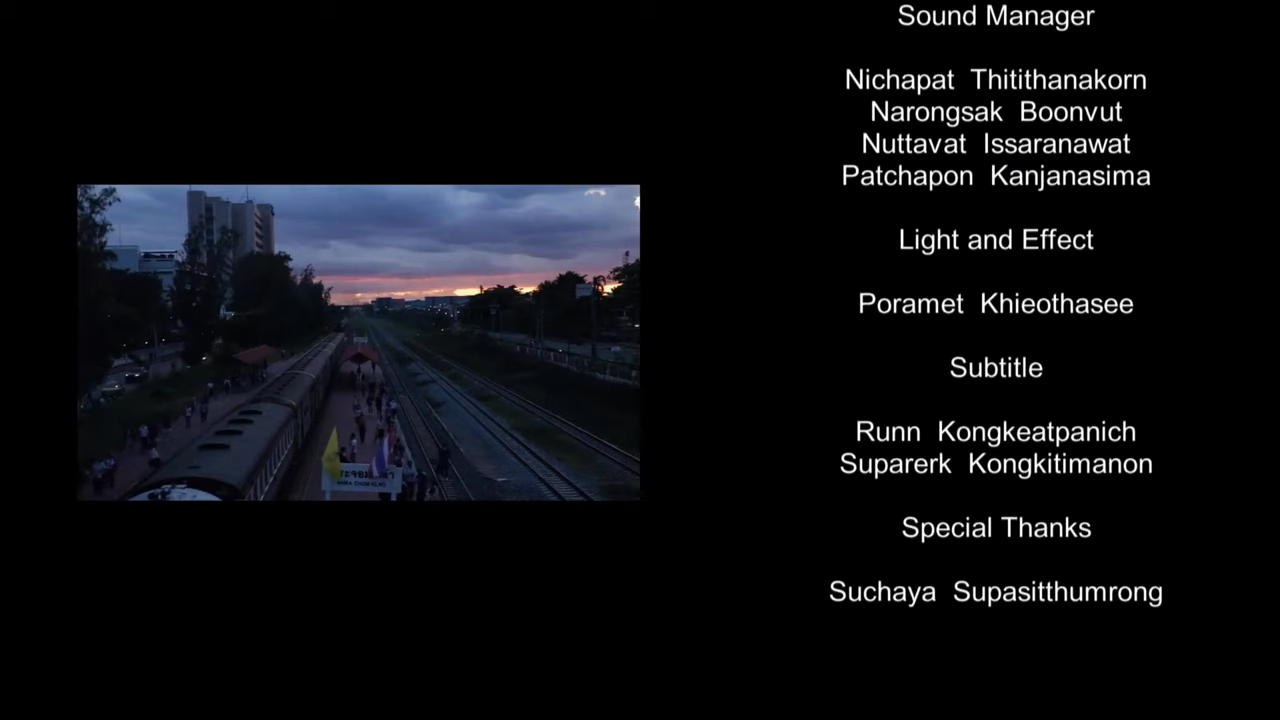 Sound Manager
Nichapat Thitithanakorn
Narongsak Boonvut
Nuttavat Issaranawat
Patchapon Kanjanasima
Light and Effect
Poramet Khieothasee
Subtitle
Runn Kongkeatpanich
Suparerk Kongkitimanon
Special Thanks
Suchaya Supasitthumrong